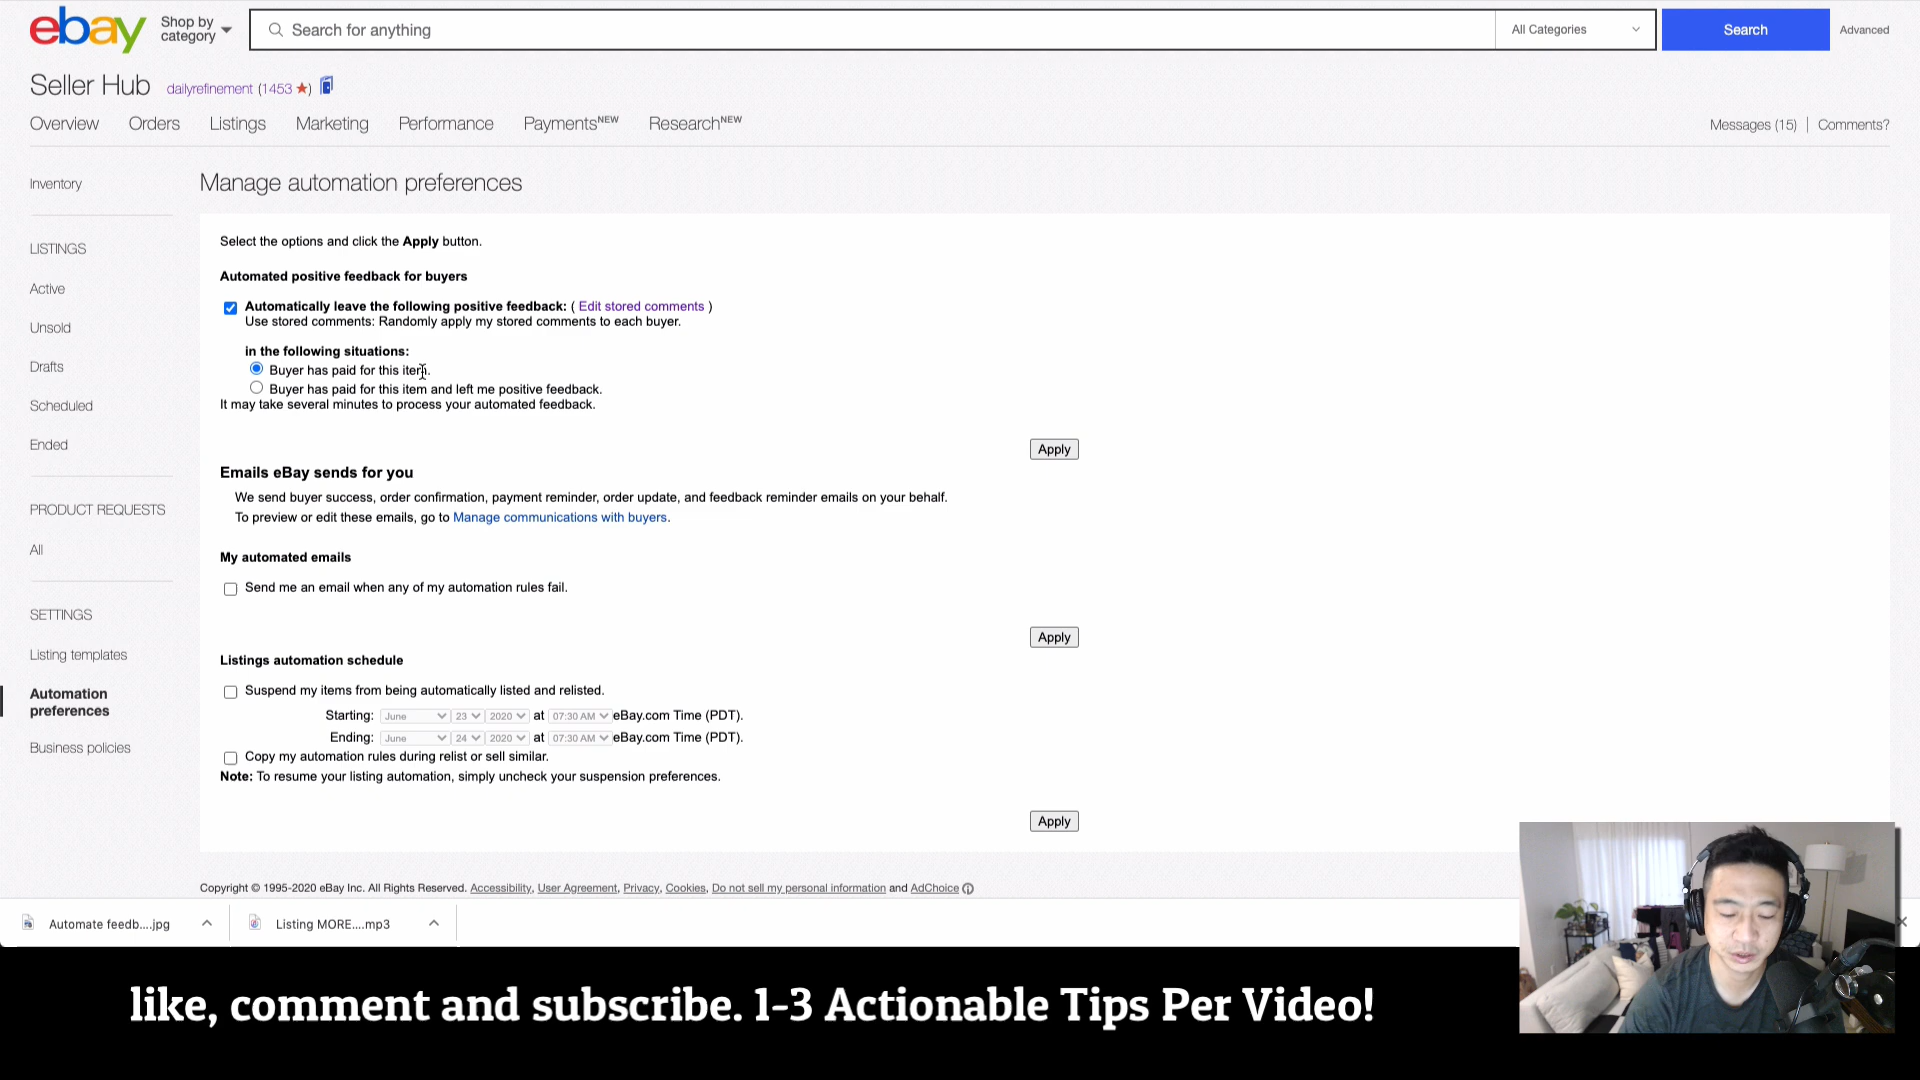 ebay
Shop by
category
Search for anything
All Categories
Search
Advanced
Seller Hub dailyrefinement (1453)
Overview Orders Listings Marketing Performance Payments NEW Research NEW
Messages (15) | Comments?
Inventory
LISTINGS
Active
Unsold
Drafts
Scheduled
Ended
PRODUCT REQUESTS
All
SETTINGS
Listing templates
Automation
preferences
Business policies
Manage automation preferences
Select the options and click the Apply button.
Automated positive feedback for buyers
Automatically leave the following positive feedback: ( Edit stored comments )
Use stored comments: Randomly apply my stored comments to each buyer.
in the following situations:
Buyer has paid for this item.
Buyer has paid for this item and left me positive feedback.
It may take several minutes to process your automated feedback.
Apply
Emails eBay sends for you
We send buyer success, order confirmation, payment reminder, order update, and feedback reminder emails on your behalf.
To preview or edit these emails, go to Manage communications with buyers.
My automated emails
Send me an email when any of my automation rules fail.
Apply
Listings automation schedule
Suspend my items from being automatically listed and relisted.
Starting: June 23 2020 at 07:30 AM eBay.com Time (PDT).
Ending: June 24 2020 at 07:30 AM eBay.com Time (PDT).
Copy my automation rules during relist or sell similar.
Note: To resume your listing automation, simply uncheck your suspension preferences.
Apply
Copyright © 1995-2020 eBay Inc. All Rights Reserved. Accessibility, User Agreement, Privacy, Cookies, Do not sell my personal information and AdChoice
Automate feedb....jpg
Listing MORE....mp3
like, comment and subscribe. 1-3 Actionable Tips Per Video!